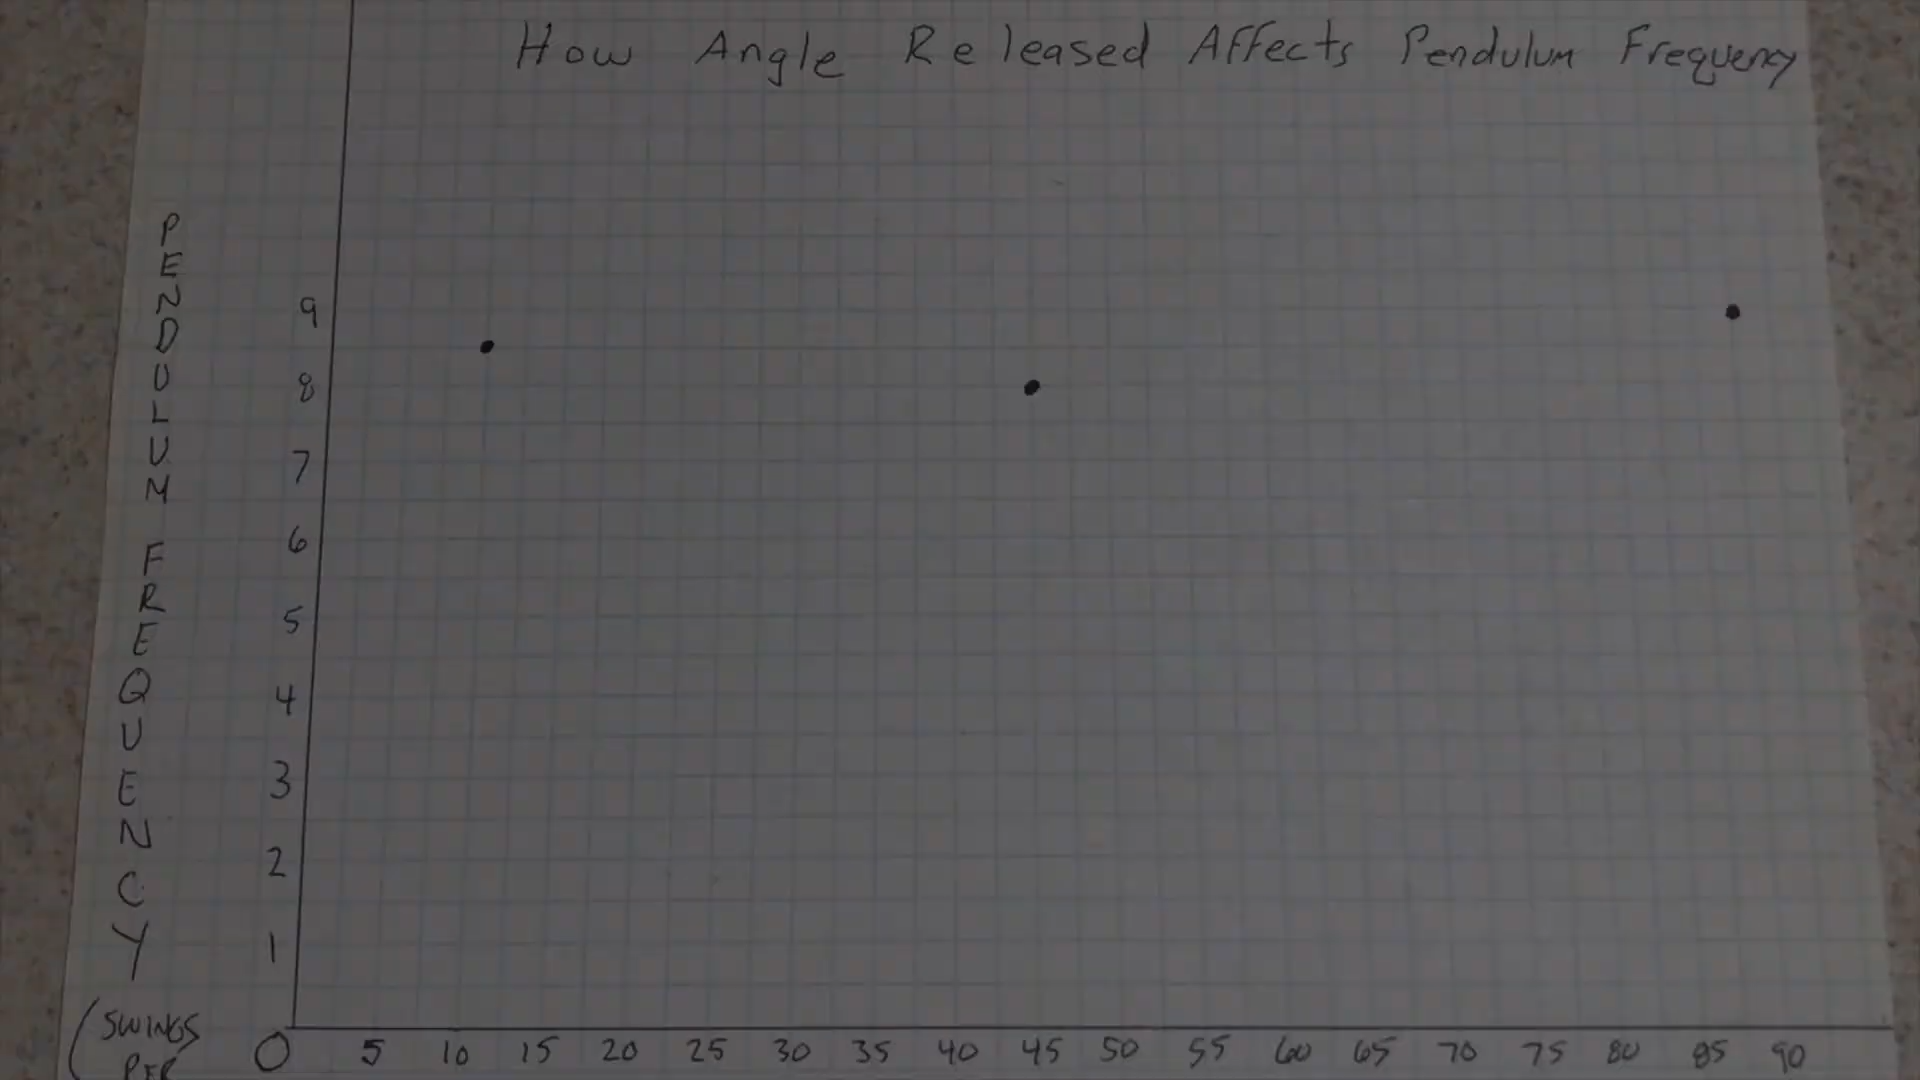 How Angle Released Affects Pendulum Frequency
PENDULUM
FREQUENCY
(SWINGS
PER
9
8
7
6
5
4
3
2
1
0 5 10 15 20 25 30 35 40 45 50 55 60 65 70 75 80 85 90